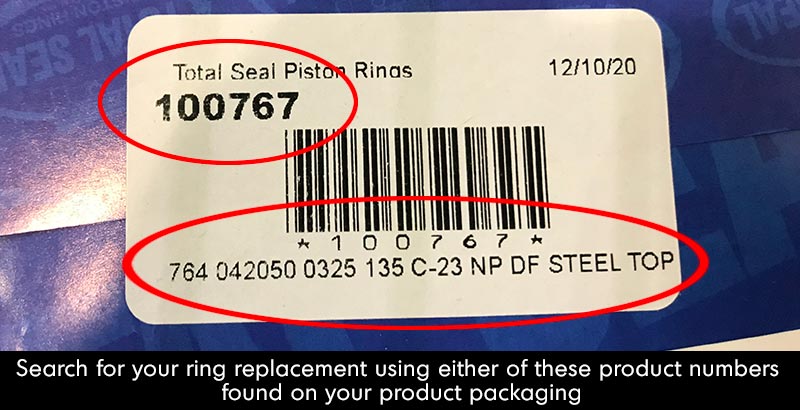 Total Seal Piston Rings
12/10/20
100767
*100767*
764 042050 0325 135 C-23 NP DF STEEL TOP
Search for your ring replacement using either of these product numbers
found on your product packaging